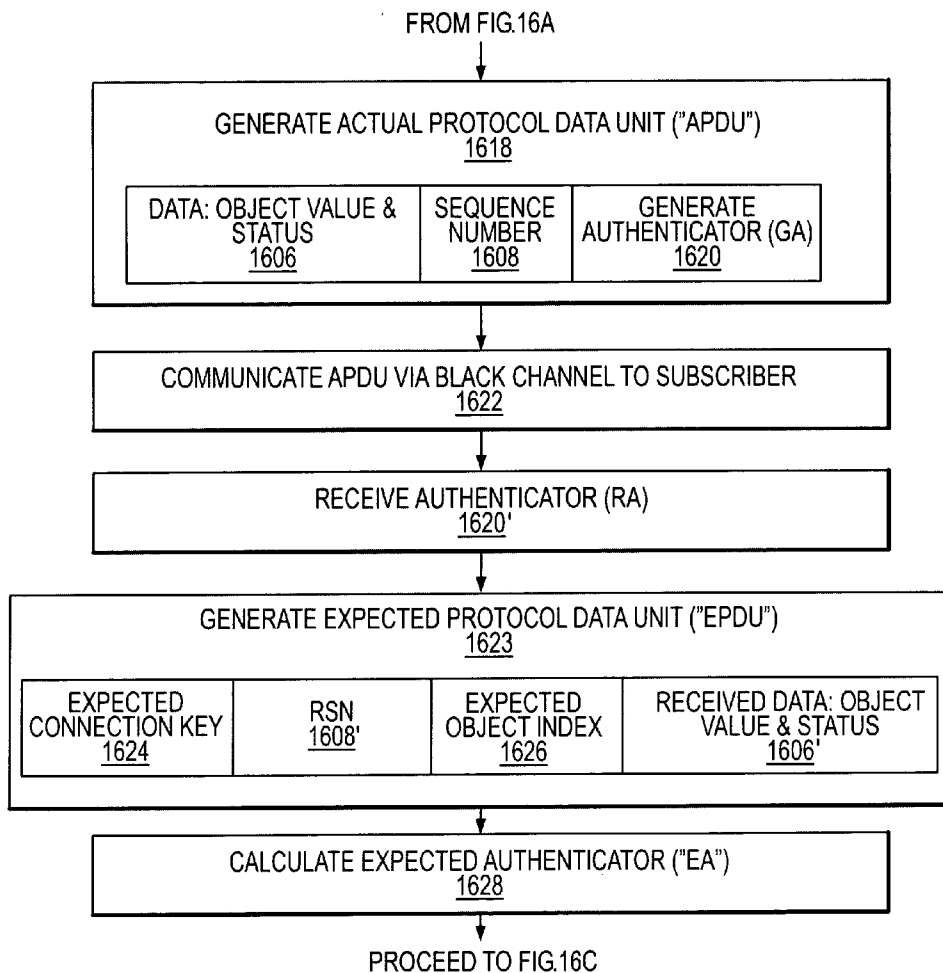 FROM FIG.16A
GENERATE ACTUAL PROTOCOL DATA UNIT ("APDU")
1618
DATA: OBJECT VALUE &
STATUS
1606
SEQUENCE
NUMBER
1608
GENERATE
AUTHENTICATOR (GA)
1620
COMMUNICATE APDU VIA BLACK CHANNEL TO SUBSCRIBER
1622
RECEIVE AUTHENTICATOR (RA)
1620'
GENERATE EXPECTED PROTOCOL DATA UNIT ("EPDU")
1623
EXPECTED
CONNECTION KEY
1624
RSN
1608'
EXPECTED
OBJECT INDEX
1626
RECEIVED DATA: OBJECT
VALUE & STATUS
1606'
CALCULATE EXPECTED AUTHENTICATOR ("EA")
1628
PROCEED TO FIG.16C